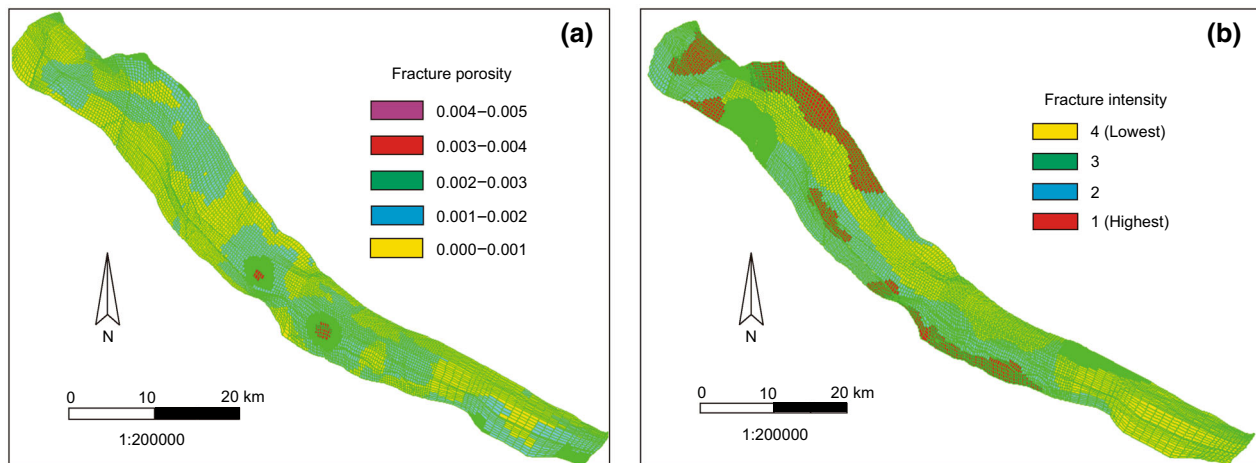 (a)
Fracture porosity
0.004–0.005
0.003–0.004
0.002–0.003
0.001–0.002
0.000–0.001
N
0 10 20 km
1:200000
(b)
Fracture intensity
4 (Lowest)
3
2
1 (Highest)
N
0 10 20 km
1:200000